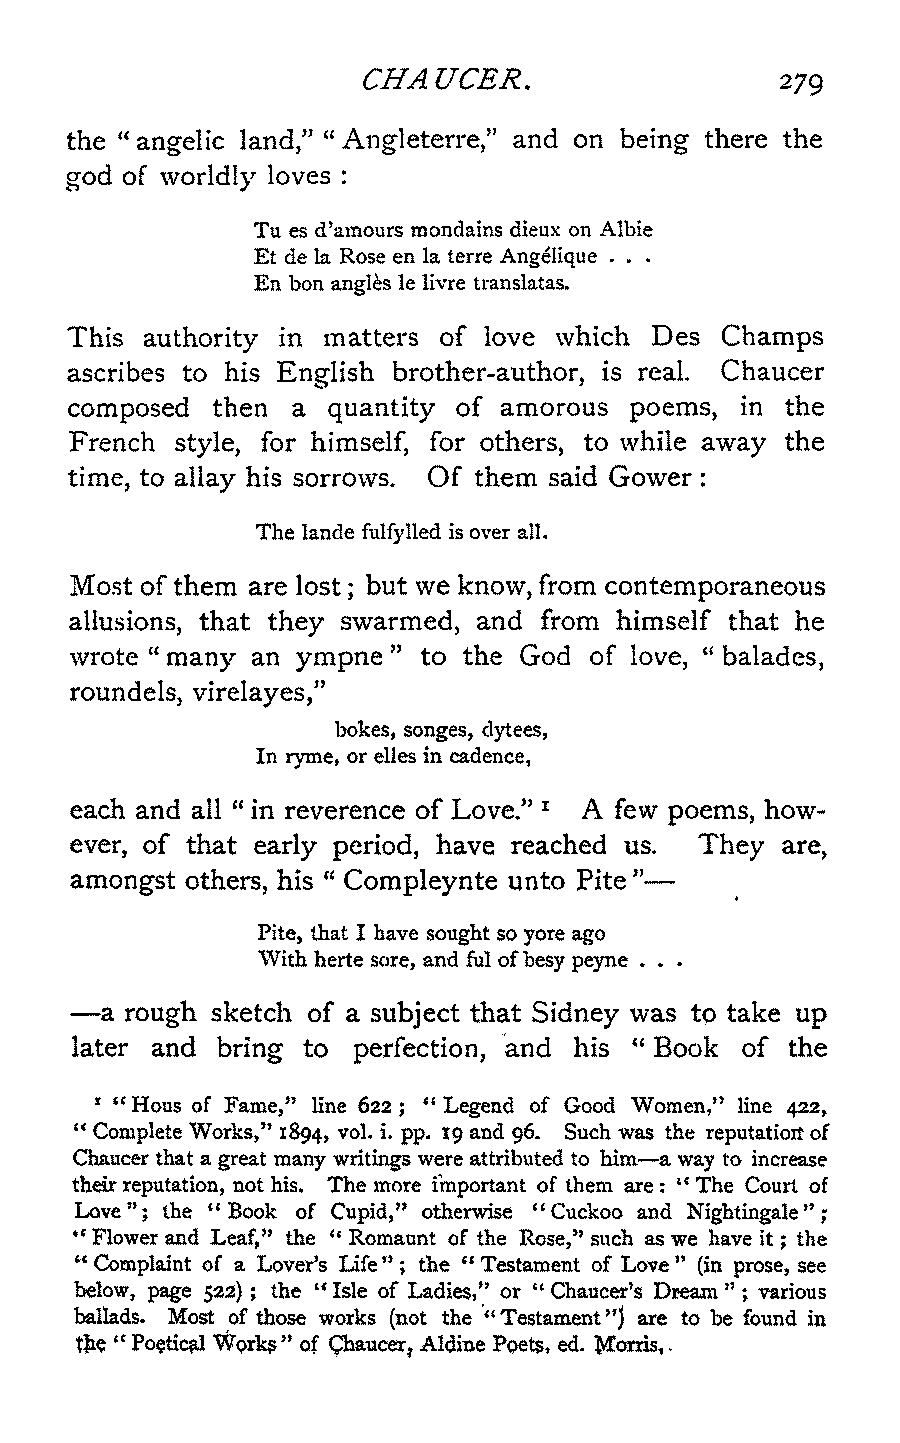 CHAUCER. 279
the "angelic land," "Angleterre," and on being there the
god of worldly loves :
Tu es d'amours mondains dieux on Albie
Et de la Rose en la terre Angélique . . .
En bon anglès le livre translatas.
This authority in matters of love which Des Champs
ascribes to his English brother-author, is real. Chaucer
composed then a quantity of amorous poems, in the
French style, for himself, for others, to while away the
time, to allay his sorrows. Of them said Gower :
The lande fulfylled is over all.
Most of them are lost ; but we know, from contemporaneous
allusions, that they swarmed, and from himself that he
wrote "many an ympne" to the God of love, "balades,
roundels, virelayes,"
bokes, songes, dytees,
In ryme, or elles in cadence,
each and all "in reverence of Love." ¹ A few poems, how-
ever, of that early period, have reached us. They are,
amongst others, his "Compleynte unto Pite"—
Pite, that I have sought so yore ago
With herte sore, and ful of besy peyne . . .
—a rough sketch of a subject that Sidney was to take up
later and bring to perfection, and his "Book of the
¹ "Hous of Fame," line 622 ; "Legend of Good Women," line 422,
"Complete Works," 1894, vol. i. pp. 19 and 96. Such was the reputation of
Chaucer that a great many writings were attributed to him—a way to increase
their reputation, not his. The more important of them are : "The Court of
Love" ; the "Book of Cupid," otherwise "Cuckoo and Nightingale" ;
"Flower and Leaf," the "Romaunt of the Rose," such as we have it ; the
"Complaint of a Lover's Life" ; the "Testament of Love" (in prose, see
below, page 522) ; the "Isle of Ladies," or "Chaucer's Dream" ; various
ballads. Most of those works (not the "Testament") are to be found in
the "Poetical Works" of Chaucer, Aldine Poets, ed. Morris,.